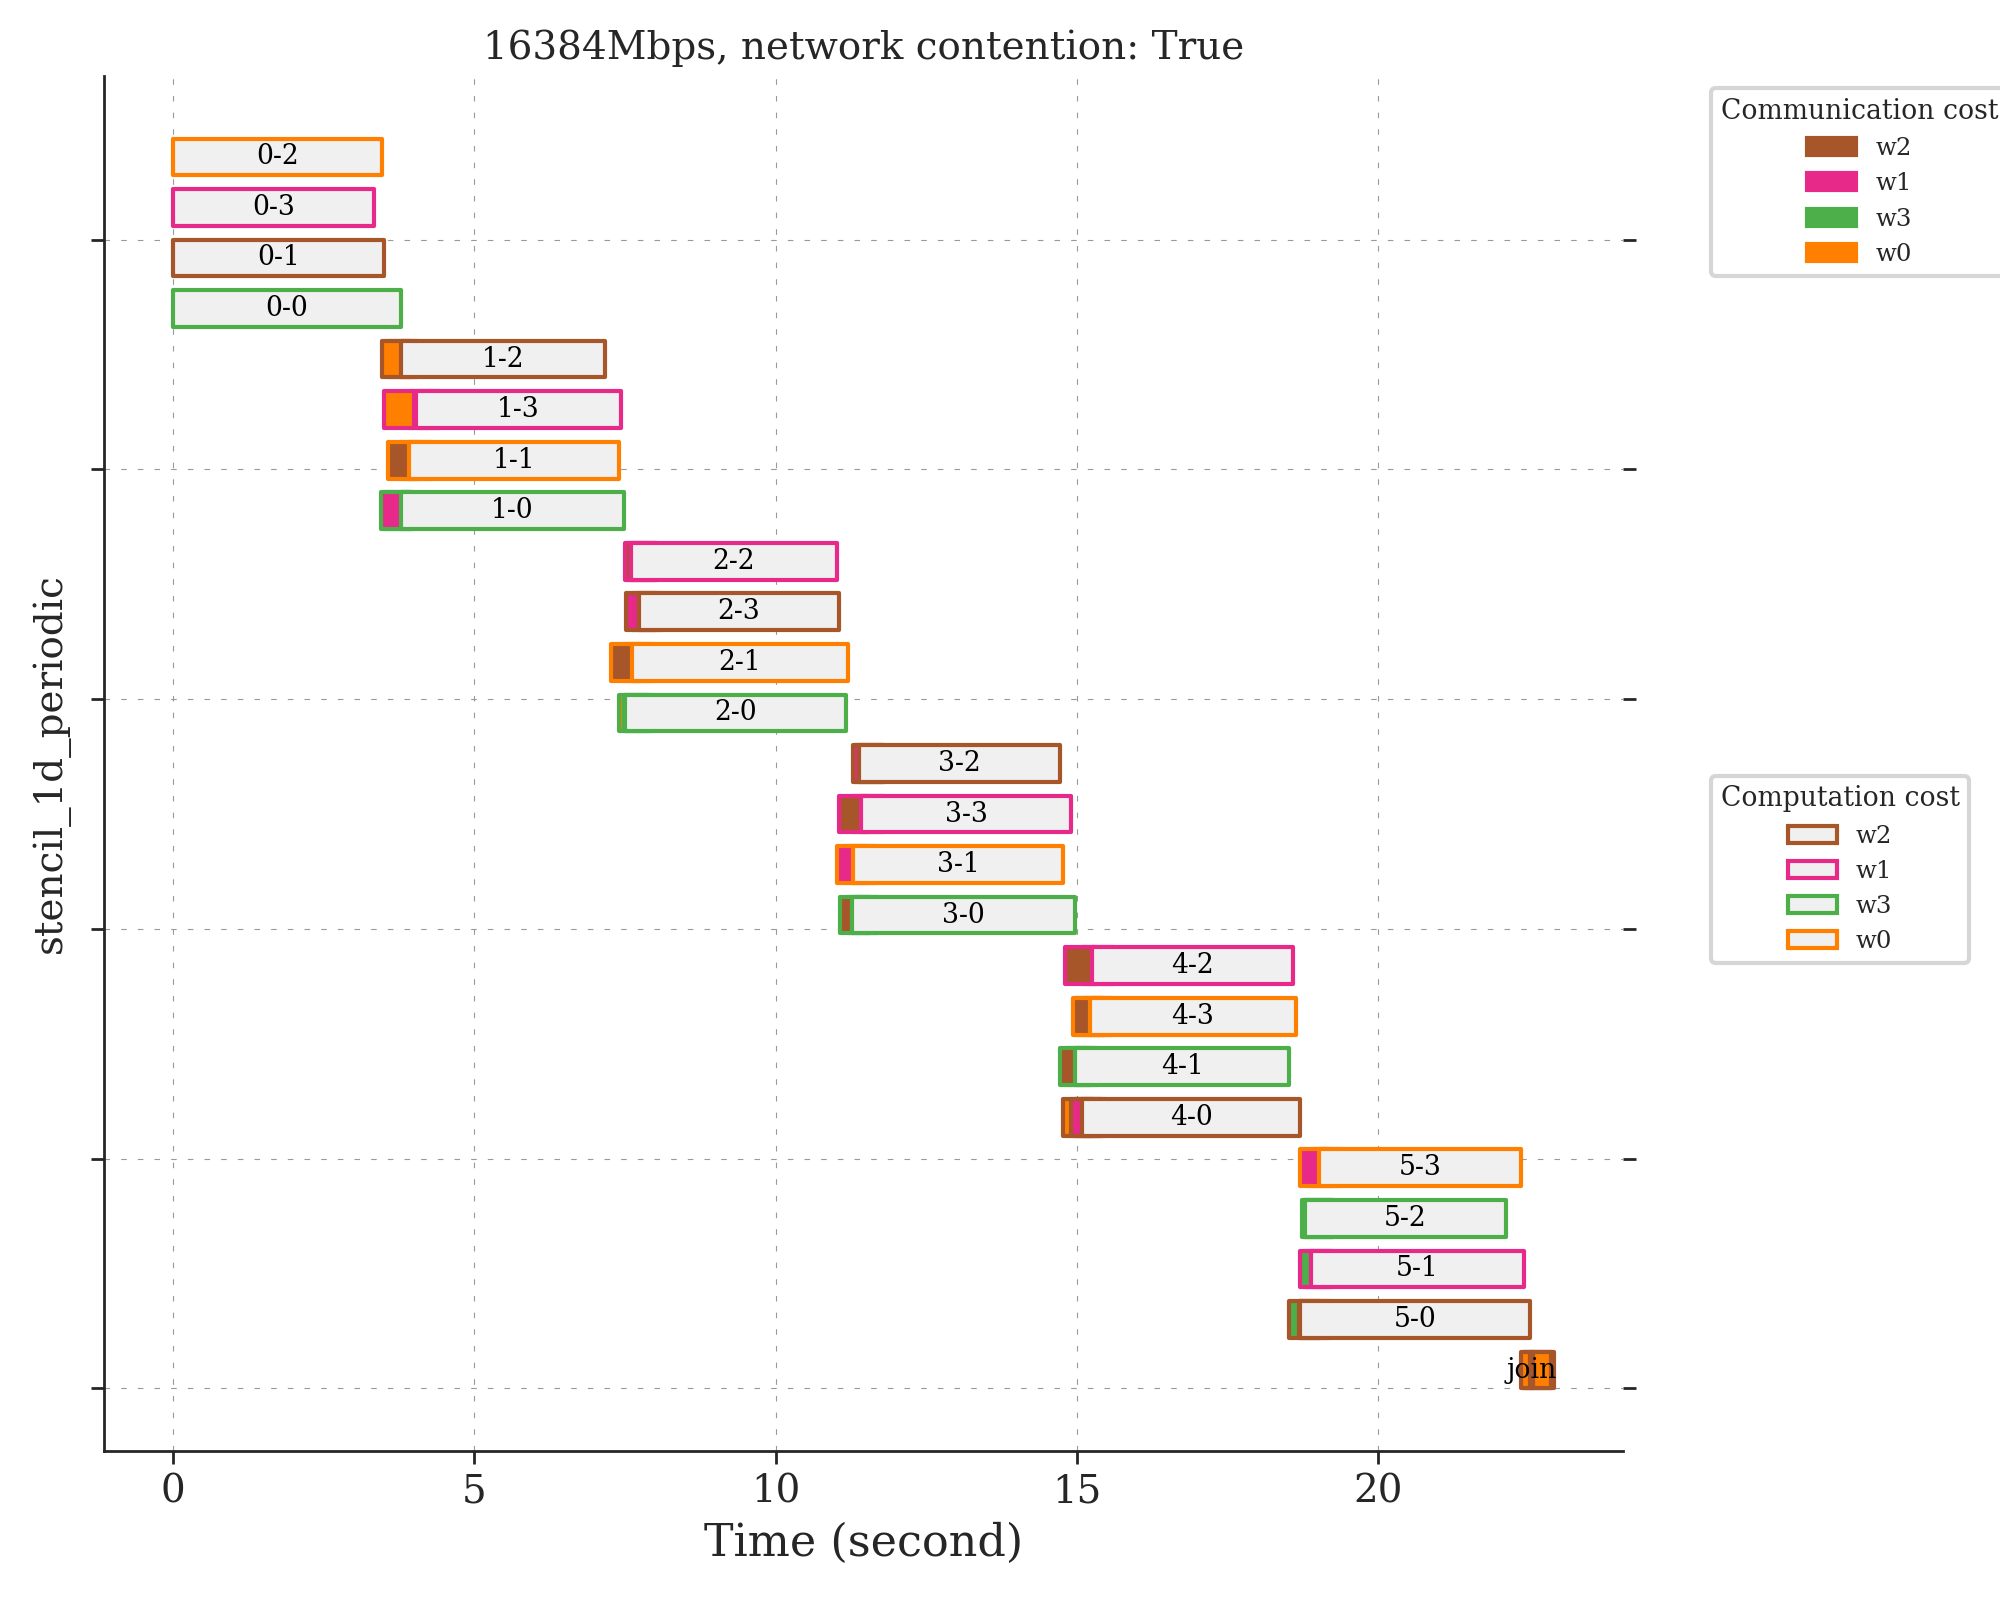 16384Mbps, network contention: True
Communication cost
w2
w1
w3
w0
0-2
0-3
0-1
0-0
1-2
1-3
1-1
1-0
2-2
2-3
2-1
2-0
3-2
3-3
3-1
3-0
4-2
4-3
4-1
4-0
5-3
5-2
5-1
5-0
join
stencil_1d_periodic
Computation cost
w2
w1
w3
w0
0 5 10 15 20
Time (second)